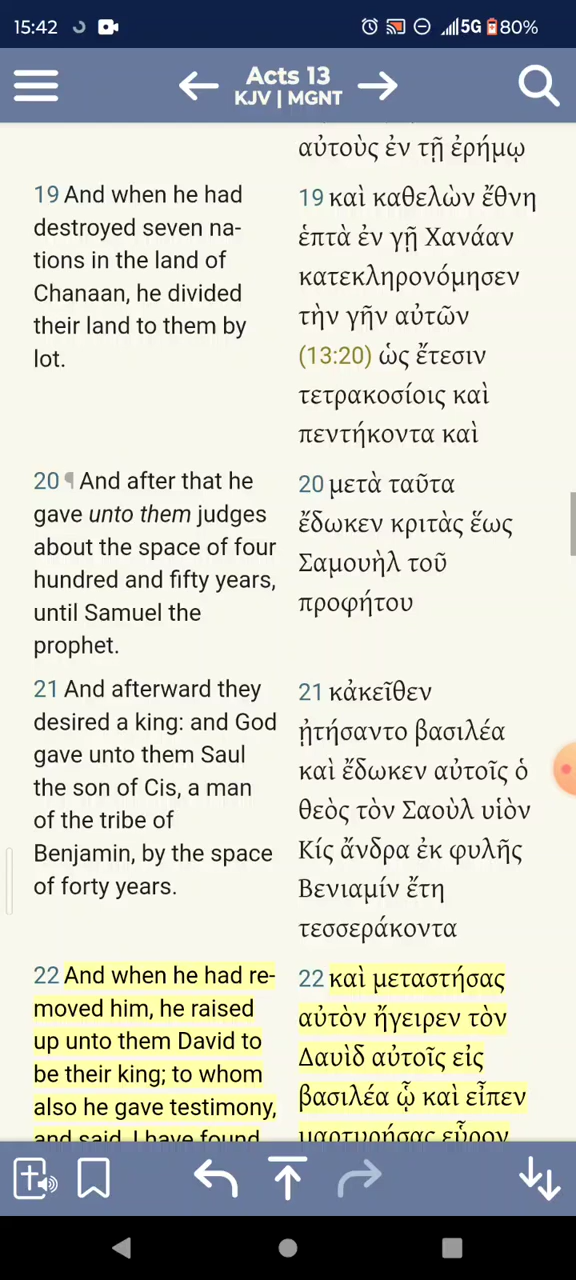 15:42
5G 80%
Acts 13
KJV | MGNT
αὐτοὺς ἐν τῇ ἐρήμῳ
19 And when he had
destroyed seven na-
tions in the land of
Chanaan, he divided
their land to them by
lot.
19 καὶ καθελὼν ἔθνη
ἑπτὰ ἐν γῇ Χανάαν
κατεκληρονόμησεν
τὴν γῆν αὐτῶν
(13:20) ὡς ἔτεσιν
τετρακοσίοις καὶ
πεντήκοντα καὶ
20 ¶ And after that he
gave unto them judges
about the space of four
hundred and fifty years,
until Samuel the
prophet.
20 μετὰ ταῦτα
ἔδωκεν κριτὰς ἕως
Σαμουὴλ τοῦ
προφήτου
21 And afterward they
desired a king: and God
gave unto them Saul
the son of Cis, a man
of the tribe of
Benjamin, by the space
of forty years.
21 κἀκεῖθεν
ᾐτήσαντο βασιλέα
καὶ ἔδωκεν αὐτοῖς ὁ
θεὸς τὸν Σαοὺλ υἱὸν
Κίς ἄνδρα ἐκ φυλῆς
Βενιαμίν ἔτη
τεσσεράκοντα
22 And when he had re-
moved him, he raised
up unto them David to
be their king; to whom
also he gave testimony,
and said, I have found
22 καὶ μεταστήσας
αὐτὸν ἤγειρεν τὸν
Δαυὶδ αὐτοῖς εἰς
βασιλέα ᾧ καὶ εἶπεν
μαρτυρήσας εὗρον